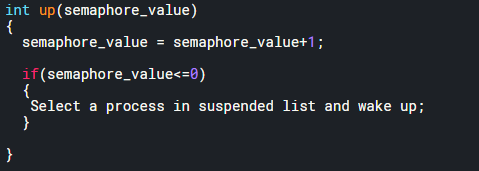 int up(semaphore_value)
{
  semaphore_value = semaphore_value+1;
  if(semaphore_value<=0)
  {
   Select a process in suspended list and wake up;
  }
}